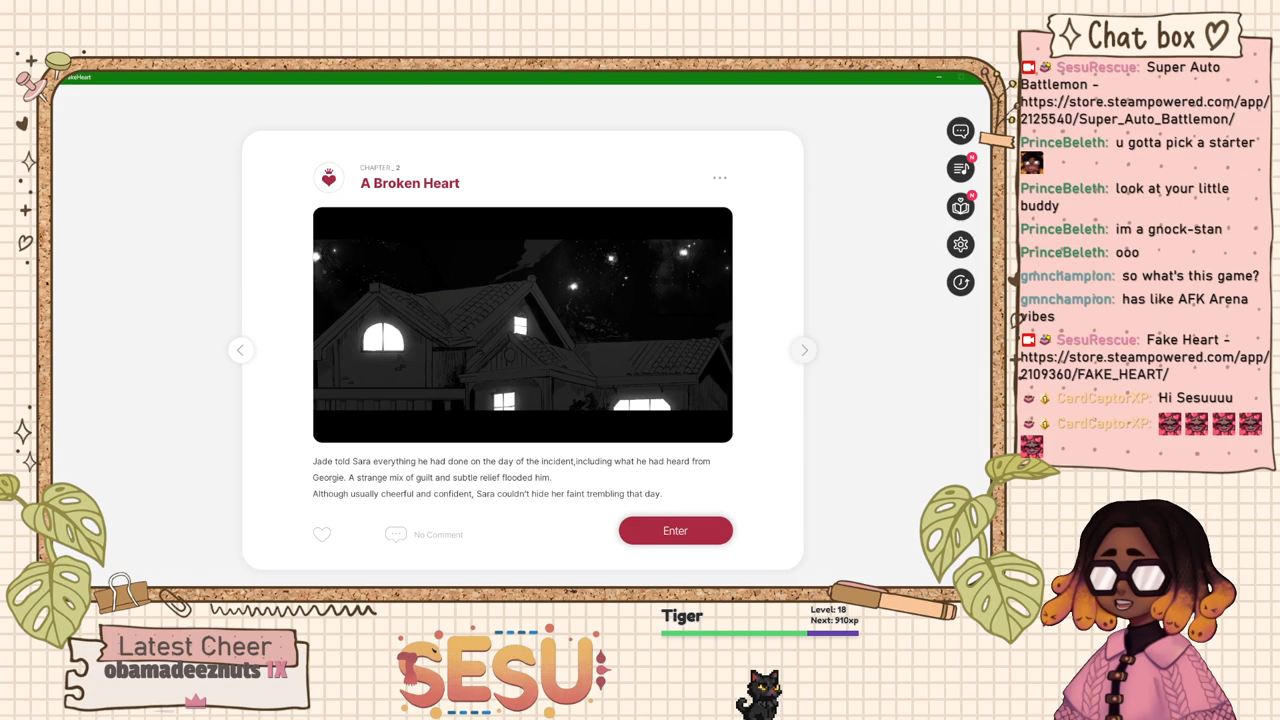 akeHeart
CHAPTER_ 2
A Broken Heart
Jade told Sara everything he had done on the day of the incident,including what he had heard from
Georgie. A strange mix of guilt and subtle relief flooded him.
Although usually cheerful and confident, Sara couldn't hide her faint trembling that day.
No Comment
Enter
N
N
Chat box
SesuRescue: Super Auto
Battlemon -
https://store.steampowered.com/app/
2125540/Super_Auto_Battlemon/
PrinceBeleth: u gotta pick a starter
PrinceBeleth: look at your little
buddy
PrinceBeleth: im a gnock-stan
PrinceBeleth: ooo
gmnchampion: so what's this game?
gmnchampion: has like AFK Arena
vibes
SesuRescue: Fake Heart -
https://store.steampowered.com/app/
2109360/FAKE_HEART/
CardCaptorXP: Hi Sesuuuu
CardCaptorXP:
Latest Cheer
obamadeeznuts 1X
SESU
Tiger
Level: 18
Next: 910xp